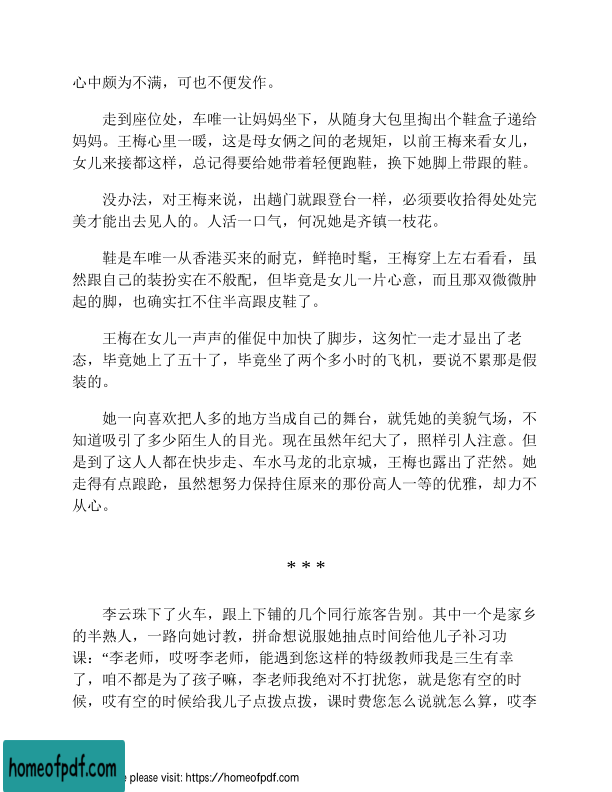 心中颇为不满，可也不便发作。
走到座位处，车唯一让妈妈坐下，从随身大包里掏出个鞋盒子递给
妈妈。王梅心里一暖，这是母女俩之间的老规矩，以前王梅来看女儿，
女儿来接都这样，总记得要给她带着轻便跑鞋，换下她脚上带跟的鞋。
没办法，对王梅来说，出趟门就跟登台一样，必须要收拾得处处完
美才能出去见人的。人活一口气，何况她是齐镇一枝花。
鞋是车唯一从香港买来的耐克，鲜艳时髦，王梅穿上左右看看，虽
然跟自己的装扮实在不般配，但毕竟是女儿一片心意，而且那双微微肿
起的脚，也确实扛不住半高跟皮鞋了。
王梅在女儿一声声的催促中加快了脚步，这匆忙一走才显出了老
态，毕竟她上了五十了，毕竟坐了两个多小时的飞机，要说不累那是假
装的。
她一向喜欢把人多的地方当成自己的舞台，就凭她的美貌气场，不
知道吸引了多少陌生人的目光。现在虽然年纪大了，照样引人注意。但
是到了这人人都在快步走、车水马龙的北京城，王梅也露出了茫然。她
走得有点踉跄，虽然想努力保持住原来的那份高人一等的优雅，却力不
从心。
* * *
李云珠下了火车，跟上下铺的几个同行旅客告别。其中一个是家乡
的半熟人，一路向她讨教，拼命想说服她抽点时间给他儿子补习功
课：“李老师，哎呀李老师，能遇到您这样的特级教师我是三生有幸
了，咱不都是为了孩子嘛，李老师我绝对不打扰您，就是您有空的时
候，哎有空的时候给我儿子点拨点拨，课时费您怎么说就怎么算，哎李
homeofpdf.com
please visit: https://homeofpdf.com